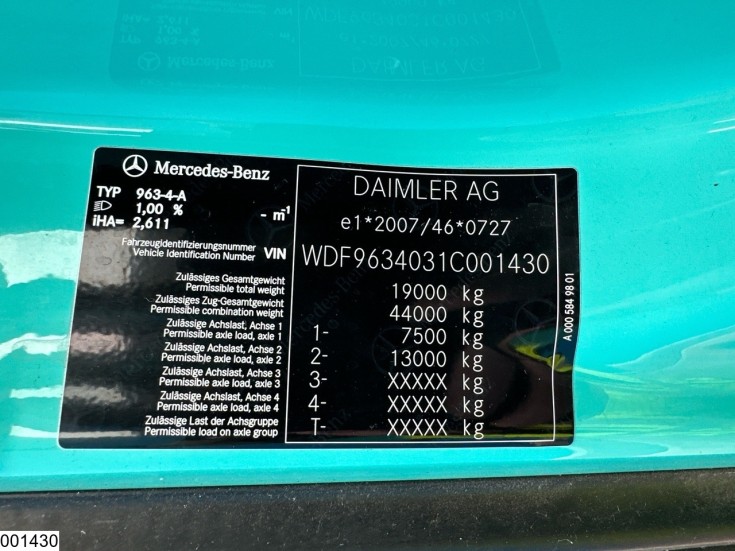 Mercedes-Benz
TYP 963-4-A
1,00 % - m⁻¹
iHA= 2,611
DAIMLER AG
e1*2007/46*0727
Fahrzeugidentifizierungsnummer
Vehicle Identification Number VIN WDF9634031C001430
Zulässiges Gesamtgewicht
Permissible total weight 19000 kg
Zulässiges Zug-Gesamtgewicht
Permissible combination weight 44000 kg
Zulässige Achslast, Achse 1
Permissible axle load, axle 1 1- 7500 kg
Zulässige Achslast, Achse 2
Permissible axle load, axle 2 2- 13000 kg
Zulässige Achslast, Achse 3
Permissible axle load, axle 3 3- XXXXX kg
Zulässige Achslast, Achse 4
Permissible axle load, axle 4 4- XXXXX kg
Zulässige Last der Achsgruppe
Permissible load on axle group T- XXXXX kg
A 000 584 98 01
001430